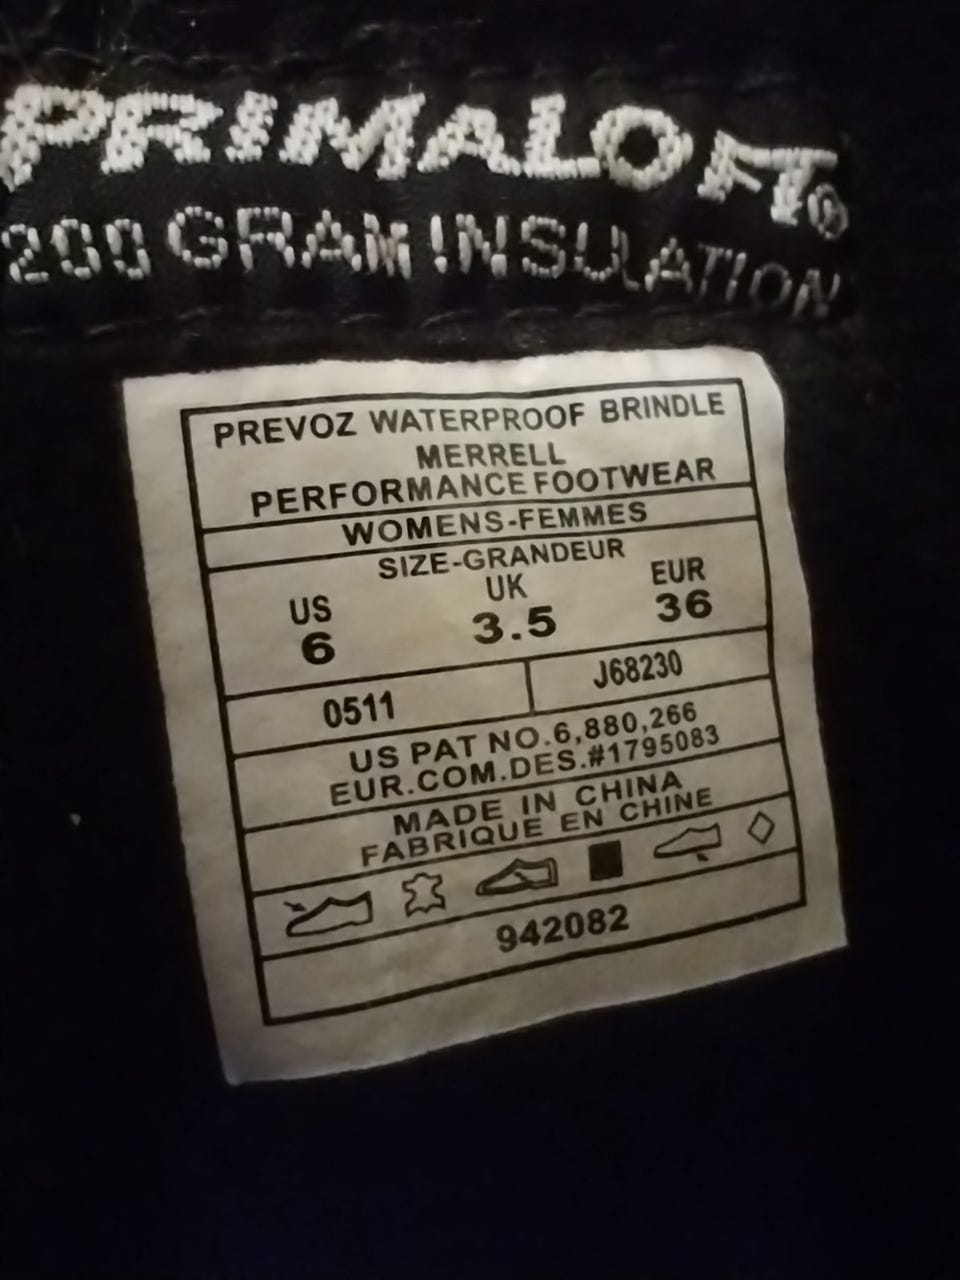 PRIMALOFT®
200 GRAM INSULATION
PREVOZ WATERPROOF BRINDLE
MERRELL
PERFORMANCE FOOTWEAR
WOMENS-FEMMES
SIZE-GRANDEUR
US UK EUR
6 3.5 36
0511 J68230
US PAT NO.6,880,266
EUR.COM.DES.#1795083
MADE IN CHINA
FABRIQUE EN CHINE
942082